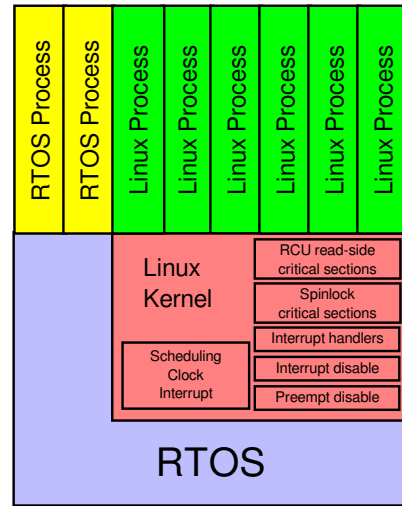 RTOS Process
RTOS Process
Linux Process
Linux Process
Linux Process
Linux Process
Linux Process
Linux Process
Linux
Kernel
RCU read-side
critical sections
Spinlock
critical sections
Interrupt handlers
Scheduling
Clock
Interrupt
Interrupt disable
Preempt disable
RTOS